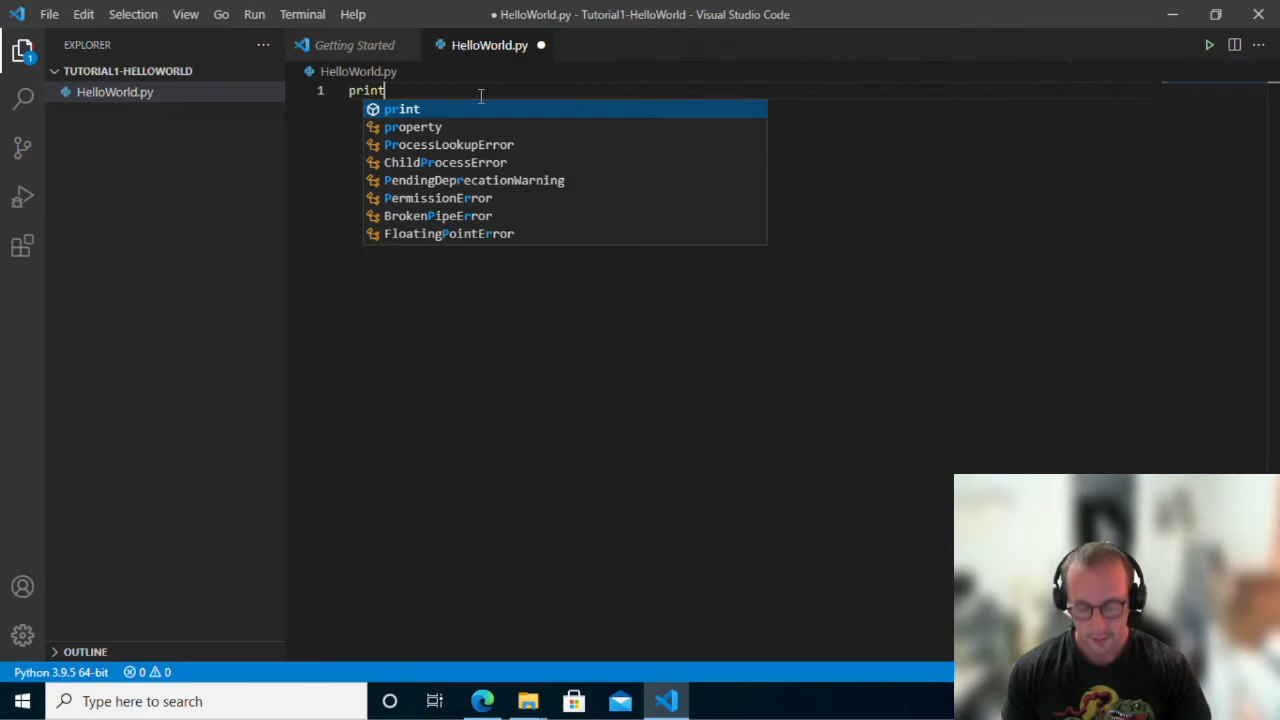 File Edit Selection View Go Run Terminal Help
● HelloWorld.py - Tutorial1-HelloWorld - Visual Studio Code
EXPLORER
Getting Started
HelloWorld.py
TUTORIAL1-HELLOWORLD
HelloWorld.py
HelloWorld.py
1 print
print
property
ProcessLookupError
ChildProcessError
PendingDeprecationWarning
PermissionError
BrokenPipeError
FloatingPointError
1
OUTLINE
Python 3.9.5 64-bit 0 0
Type here to search